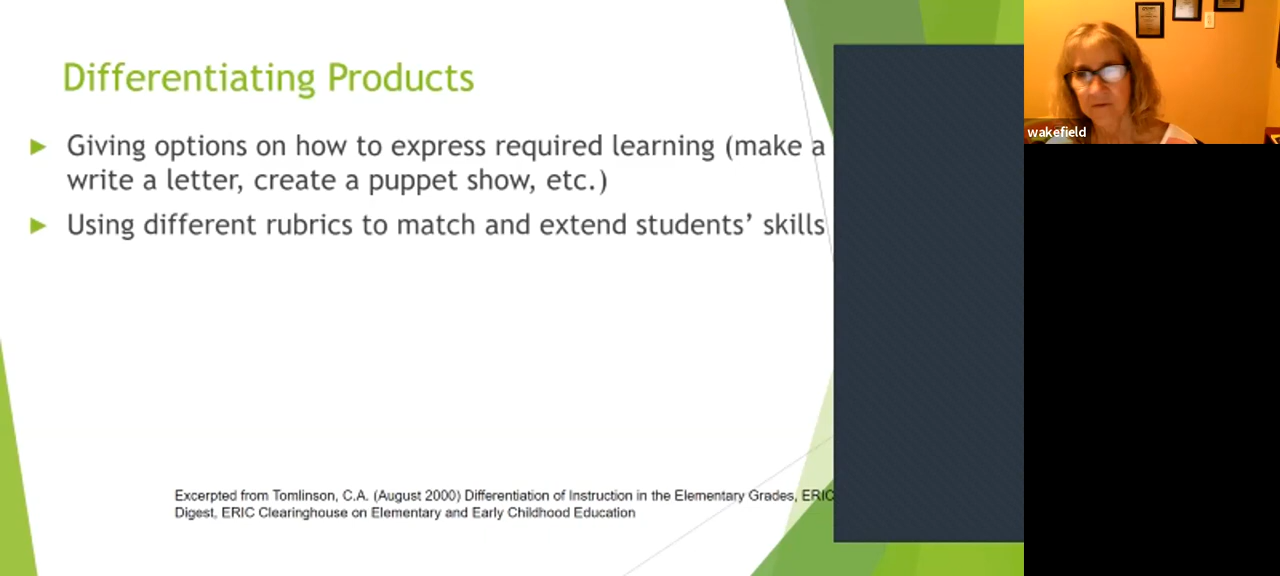 Differentiating Products
Giving options on how to express required learning (make a
write a letter, create a puppet show, etc.)
Using different rubrics to match and extend students' skills
Excerpted from Tomlinson, C.A. (August 2000) Differentiation of Instruction in the Elementary Grades, ERIC
Digest, ERIC Clearinghouse on Elementary and Early Childhood Education
wakefield